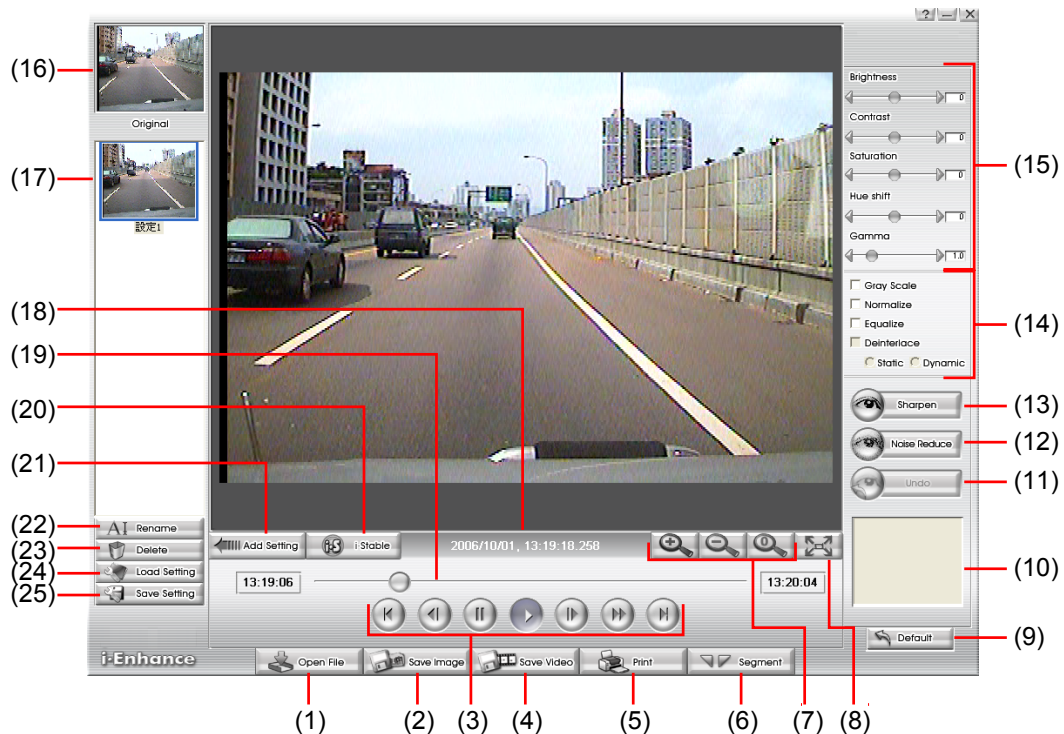 ? — X
(16)
Original
(17)
設定1
(18)
(19)
(20)
(21)
(22)
(23)
(24)
(25)
AI Rename
Delete
Load Setting
Save Setting
Add Setting
i-S i Stable
2006/10/01, 13:19:18.258
13:19:06
13:20:04
i-Enhance
Open File
Save Image
Save Video
Print
Segment
(1)
(2)
(3)
(4)
(5)
(6)
(7)
(8)
Brightness
0
Contrast
0
Saturation
0
Hue shift
0
Gamma
1.0
(15)
Gray Scale
Normalize
Equalize
Deinterlace
Static Dynamic
(14)
Sharpen
(13)
Noise Reduce
(12)
Undo
(11)
(10)
Default
(9)